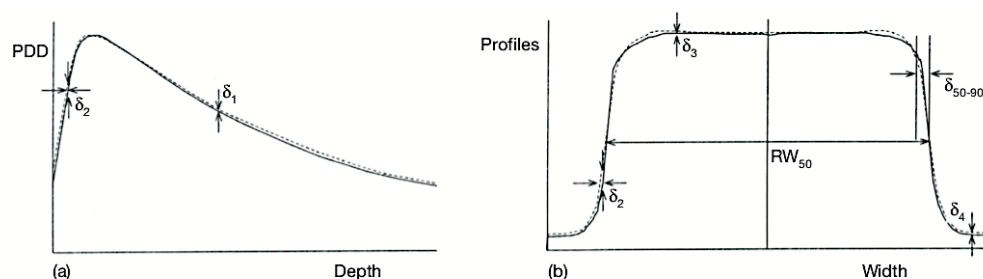 PDD
δ1
δ2
(a)
Depth
Profiles
δ3
δ50-90
RW50
δ2
δ4
(b)
Width